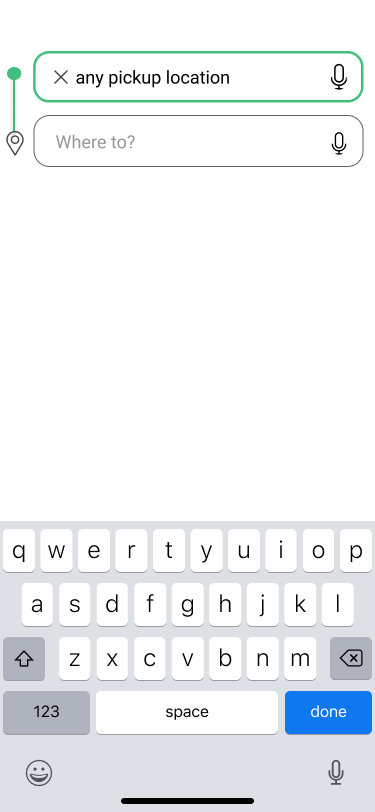 any pickup location
Where to?
q w e r t y u i o p
a s d f g h j k l
z x c v b n m
123 space done